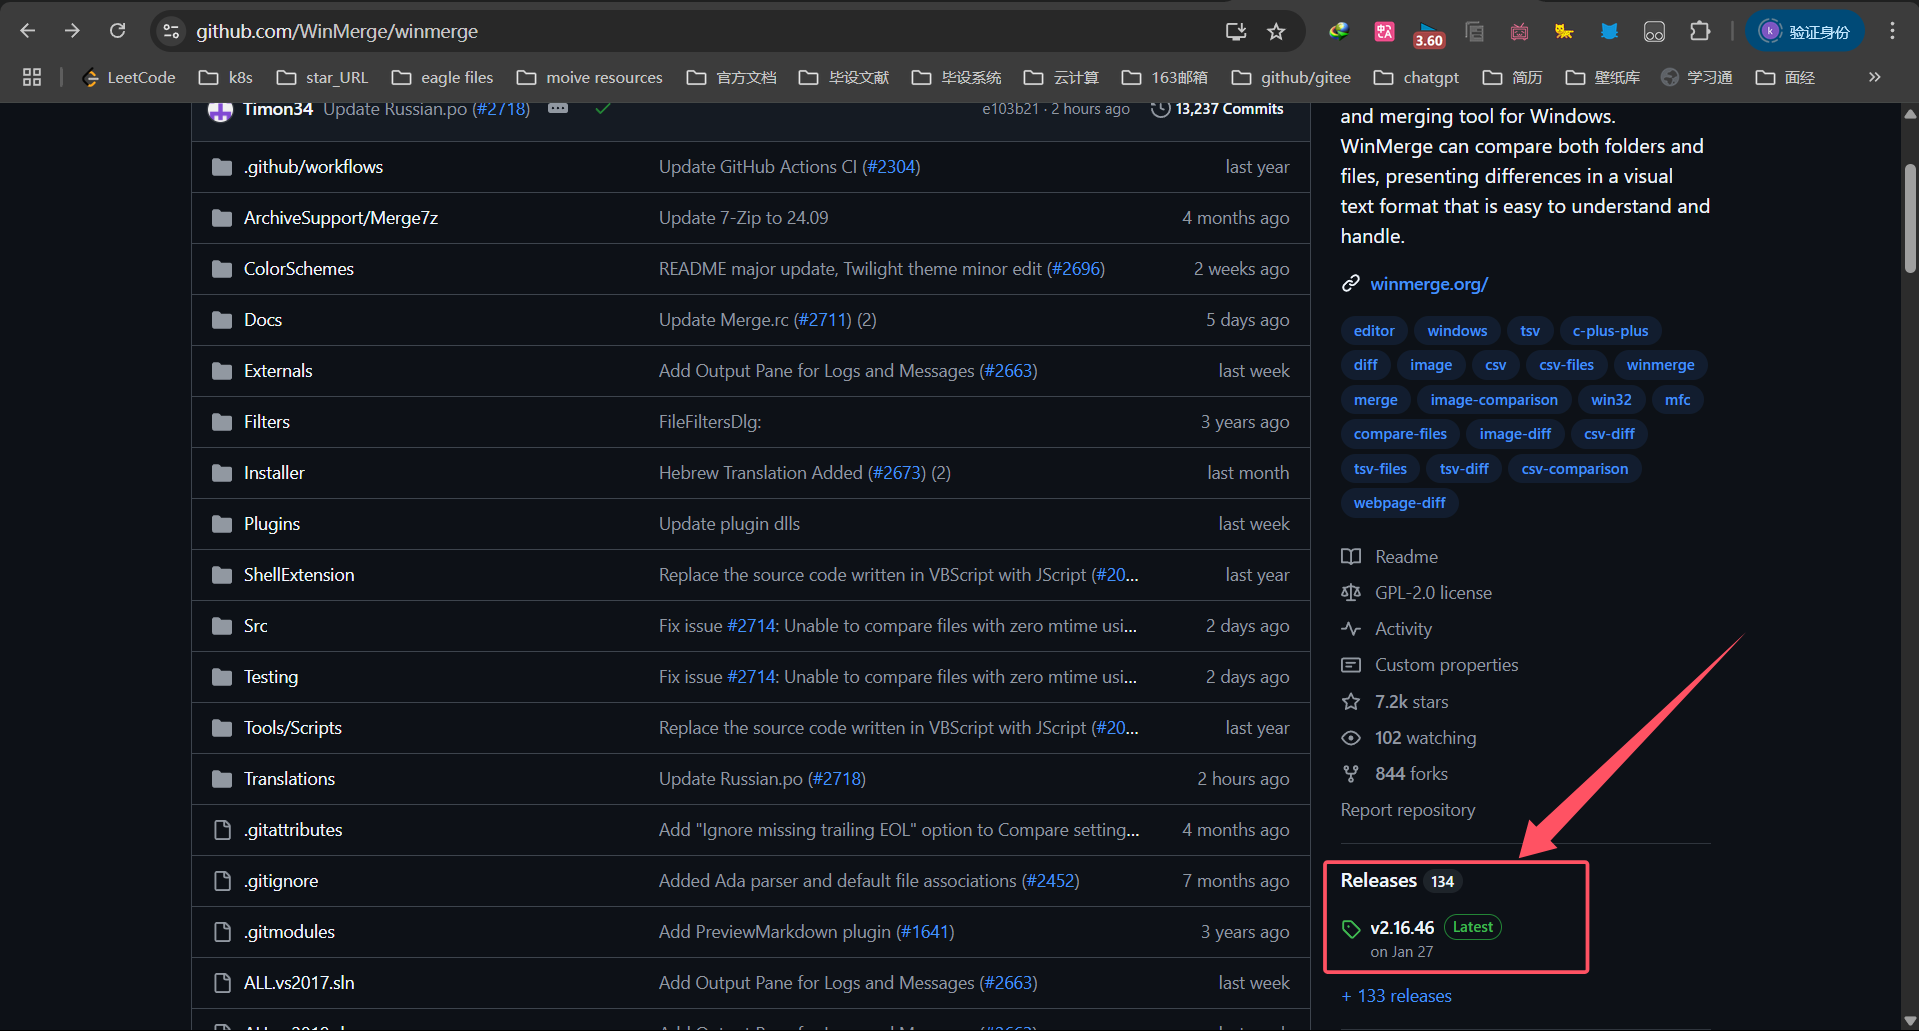 github.com/WinMerge/winmerge
3.60
k
验证身份
LeetCode
k8s
star_URL
eagle files
moive resources
官方文档
毕设文献
毕设系统
云计算
163邮箱
github/gitee
chatgpt
简历
壁纸库
学习通
面经
Timon34 Update Russian.po (#2718) e103b21 · 2 hours ago 13,237 Commits
.github/workflows Update GitHub Actions CI (#2304) last year
ArchiveSupport/Merge7z Update 7-Zip to 24.09 4 months ago
ColorSchemes README major update, Twilight theme minor edit (#2696) 2 weeks ago
Docs Update Merge.rc (#2711) (2) 5 days ago
Externals Add Output Pane for Logs and Messages (#2663) last week
Filters FileFiltersDlg: 3 years ago
Installer Hebrew Translation Added (#2673) (2) last month
Plugins Update plugin dlls last week
ShellExtension Replace the source code written in VBScript with JScript (#20... last year
Src Fix issue #2714: Unable to compare files with zero mtime usi... 2 days ago
Testing Fix issue #2714: Unable to compare files with zero mtime usi... 2 days ago
Tools/Scripts Replace the source code written in VBScript with JScript (#20... last year
Translations Update Russian.po (#2718) 2 hours ago
.gitattributes Add "Ignore missing trailing EOL" option to Compare setting... 4 months ago
.gitignore Added Ada parser and default file associations (#2452) 7 months ago
.gitmodules Add PreviewMarkdown plugin (#1641) 3 years ago
ALL.vs2017.sln Add Output Pane for Logs and Messages (#2663) last week
and merging tool for Windows.
WinMerge can compare both folders and
files, presenting differences in a visual
text format that is easy to understand and
handle.
winmerge.org/
editor windows tsv c-plus-plus
diff image csv csv-files winmerge
merge image-comparison win32 mfc
compare-files image-diff csv-diff
tsv-files tsv-diff csv-comparison
webpage-diff
Readme
GPL-2.0 license
Activity
Custom properties
7.2k stars
102 watching
844 forks
Report repository
Releases 134
v2.16.46 Latest
on Jan 27
+ 133 releases